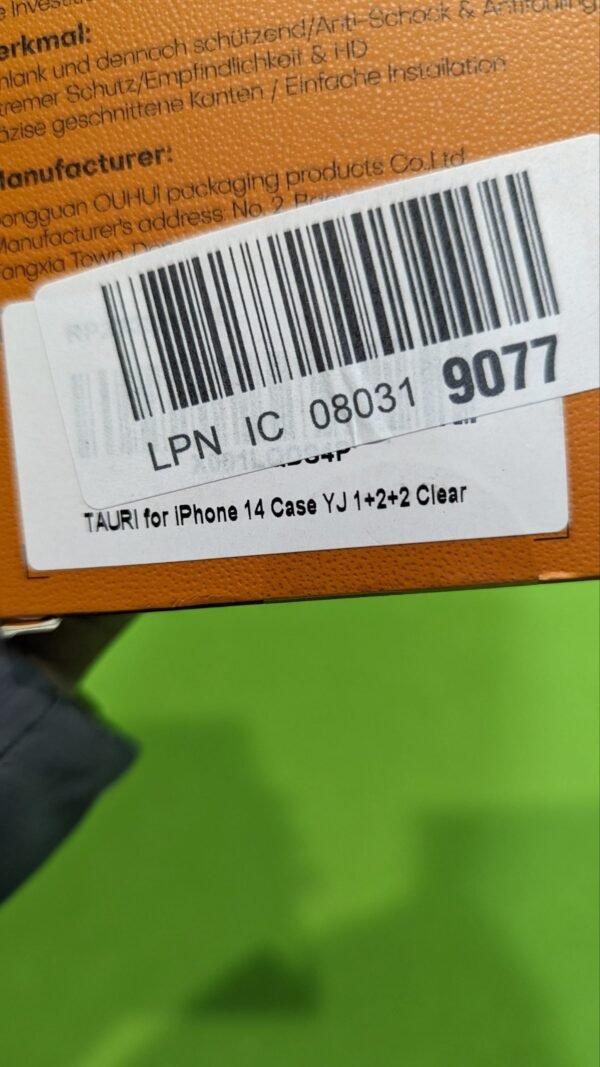 erkmal:
hlank und dennoch schützend/Anti-Schock & Antifouling
tremer Schutz/Empfindlichkeit & HD
äzise geschnittene Kanten / Einfache Installation
Manufacturer:
ongguan OUHUI packaging products Co.Ltd
Manufacturer's address: No.2
angxia Town,
LPN IC 08031 9077
TAURI for iPhone 14 Case YJ 1+2+2 Clear